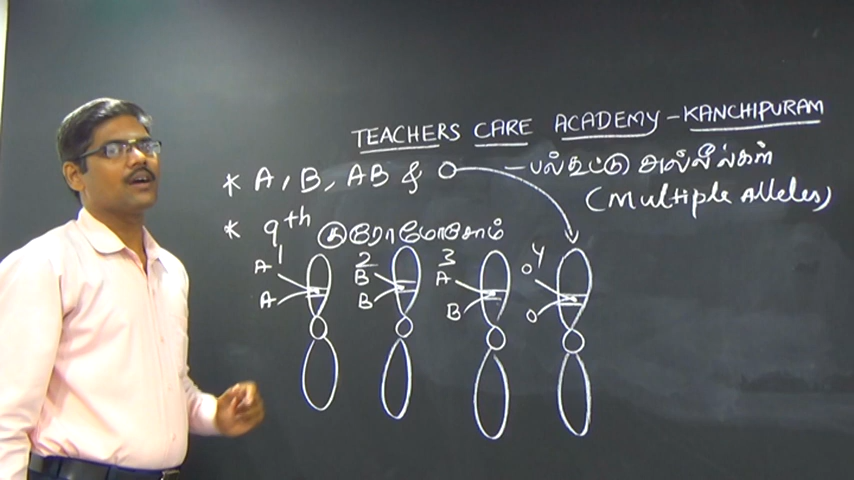 TEACHERS CARE ACADEMY - KANCHIPURAM
* A, B, AB & O - பல்கூட்டு அல்லீல்கள்
(Multiple Alleles)
* 9th குரோமோசோம்
1 2 3 4
A B A O
A B B O